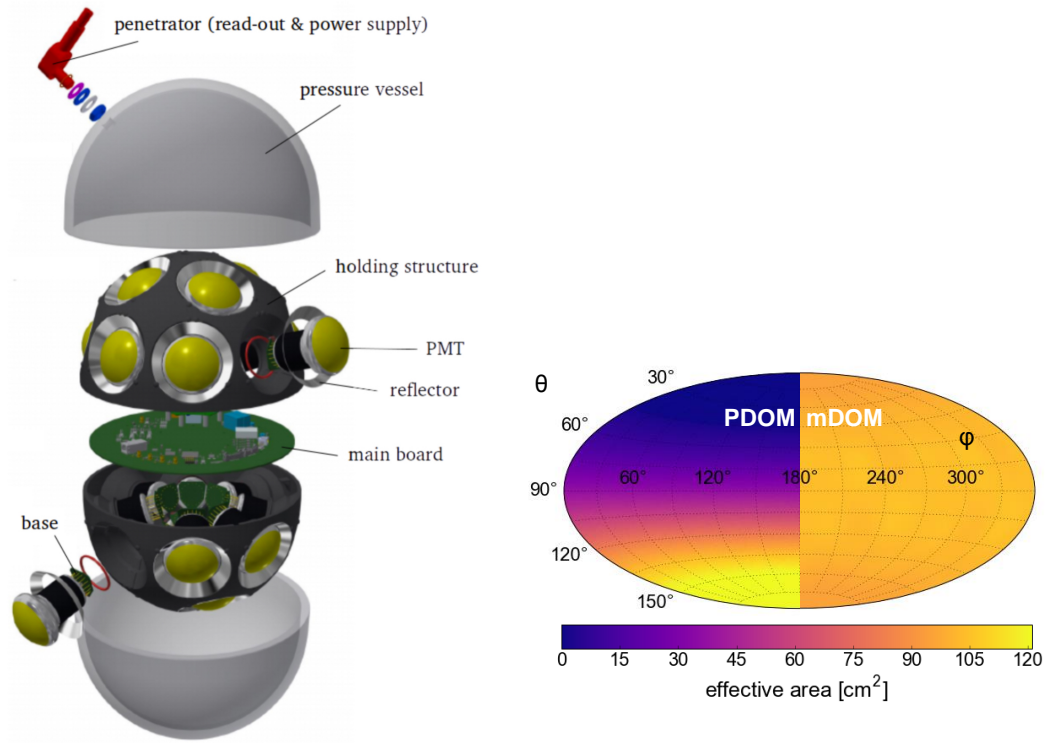 penetrator (read-out & power supply)
pressure vessel
holding structure
PMT
reflector
main board
base
θ
30°
60°
90°
120°
150°
PDOM mDOM
φ
60° 120° 180° 240° 300°
0 15 30 45 60 75 90 105 120
effective area [cm²]